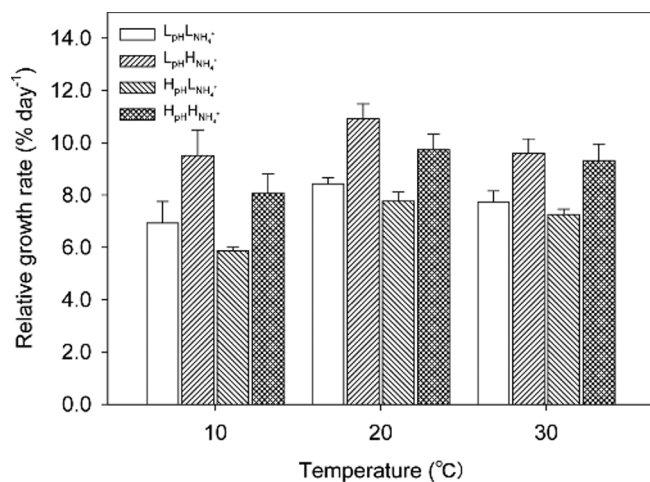 14.0
12.0
10.0
8.0
6.0
4.0
2.0
0.0
Relative growth rate (% day⁻¹)
LpHLNH₄⁺
LpHHNH₄⁺
HpHLNH₄⁺
HpHHNH₄⁺
10 20 30
Temperature (℃)